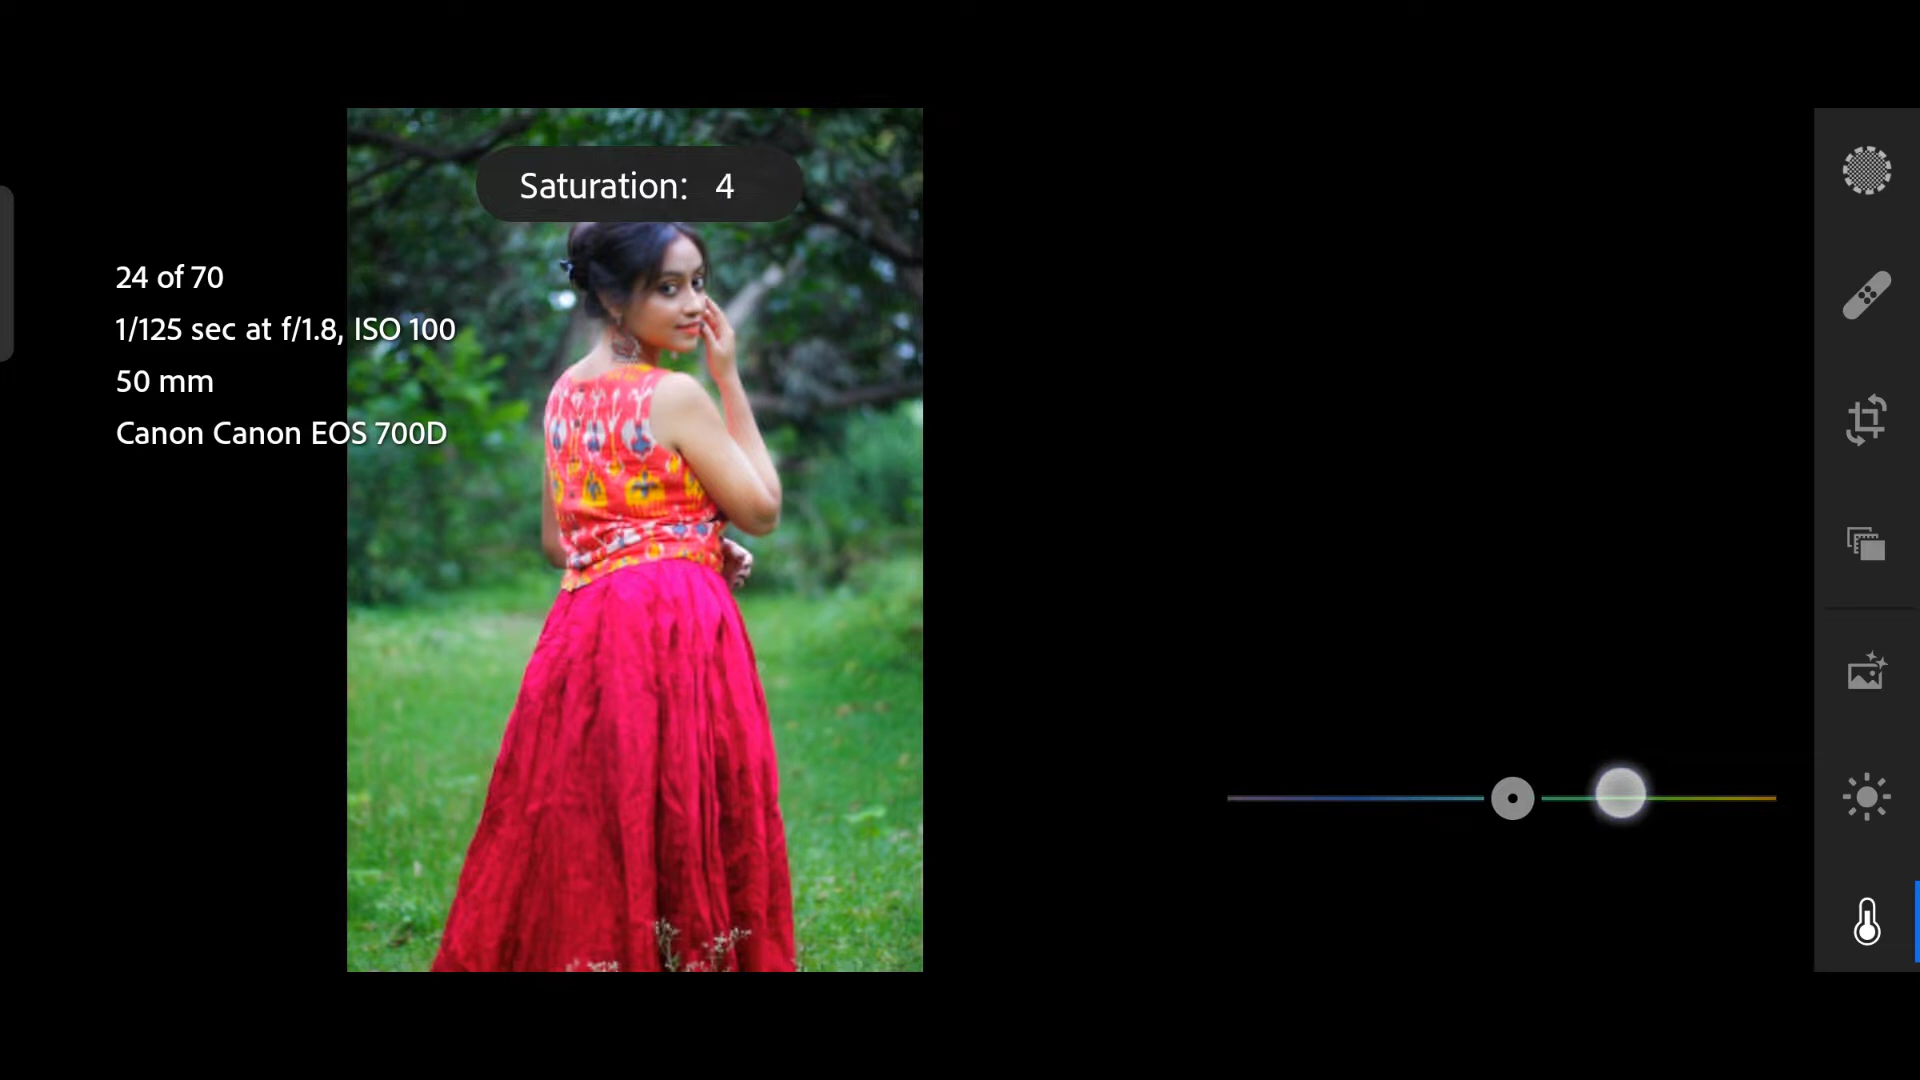 Saturation: 4
24 of 70
1/125 sec at f/1.8, ISO 100
50 mm
Canon Canon EOS 700D